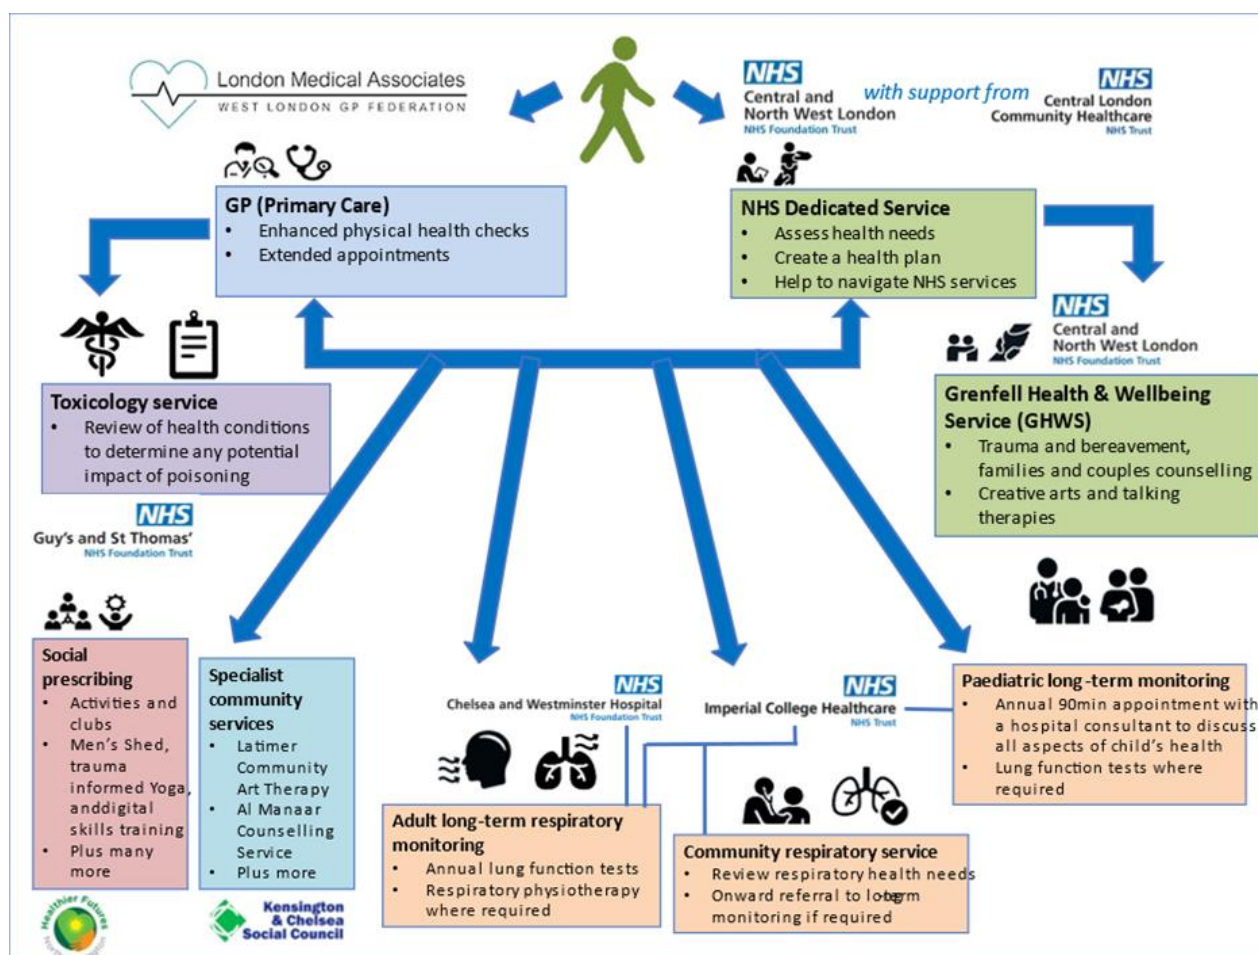 London Medical Associates
WEST LONDON GP FEDERATION
NHS
Central and
North West London
NHS Foundation Trust
with support from
NHS
Central London
Community Healthcare
NHS Trust
GP (Primary Care)
• Enhanced physical health checks
• Extended appointments
NHS Dedicated Service
• Assess health needs
• Create a health plan
• Help to navigate NHS services
Toxicology service
• Review of health conditions
to determine any potential
impact of poisoning
NHS
Guy's and St Thomas'
NHS Foundation Trust
NHS
Central and
North West London
NHS Foundation Trust
Grenfell Health & Wellbeing
Service (GHWS)
• Trauma and bereavement,
families and couples counselling
• Creative arts and talking
therapies
Social
prescribing
• Activities and
clubs
• Men's Shed,
trauma
informed Yoga,
anddigital
skills training
• Plus many
more
Healthier Futures
Specialist
community
services
• Latimer
Community
Art Therapy
• Al Manaar
Counselling
Service
• Plus more
Kensington
& Chelsea
Social Council
NHS
Chelsea and Westminster Hospital
NHS Foundation Trust
Adult long-term respiratory
monitoring
• Annual lung function tests
• Respiratory physiotherapy
where required
NHS
Imperial College Healthcare
NHS Trust
Community respiratory service
• Review respiratory health needs
• Onward referral to long-term
monitoring if required
Paediatric long-term monitoring
• Annual 90min appointment with
a hospital consultant to discuss
all aspects of child's health
• Lung function tests where
required